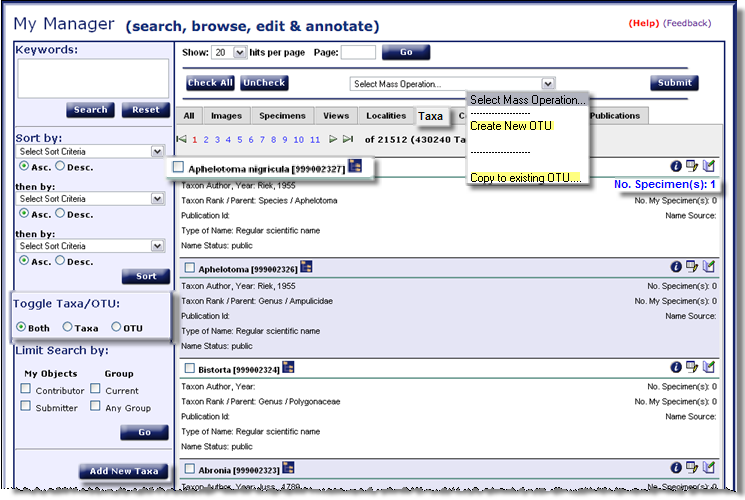 My Manager (search, browse, edit & annotate)
(Help) (Feedback)
Keywords:
Search Reset
Sort by:
Select Sort Criteria
Asc. Desc.
then by:
Select Sort Criteria
Asc. Desc.
then by:
Select Sort Criteria
Asc. Desc.
Sort
Toggle Taxa/OTU:
Both Taxa OTU
Limit Search by:
My Objects Group
Contributor Current
Submitter Any Group
Go
Add New Taxa
Show: 20 hits per page Page: Go
Check All UnCheck Select Mass Operation... Submit
Select Mass Operation...
--------------------
Create New OTU
--------------------
Copy to existing OTU....
All Images Specimens Views Localities Taxa Publications
1 2 3 4 5 6 7 8 9 10 11 of 21512 (430240 Ta
Aphelotoma nigricula [999002327]
Taxon Author, Year: Riek, 1955
No. Specimen(s): 1
Taxon Rank / Parent: Species / Aphelotoma
No. My Specimen(s): 0
Publication Id:
Name Source:
Type of Name: Regular scientific name
Name Status: public
Aphelotoma [999002326]
Taxon Author, Year: Riek, 1955
No. Specimen(s): 0
Taxon Rank / Parent: Genus / Ampulicidae
No. My Specimen(s): 0
Publication Id:
Name Source:
Type of Name: Regular scientific name
Name Status: public
Bistorta [999002324]
Taxon Author, Year:
No. Specimen(s): 0
Taxon Rank / Parent: Genus / Polygonaceae
No. My Specimen(s): 0
Publication Id:
Name Source:
Type of Name: Regular scientific name
Name Status: public
Abronia [999002323]
Taxon Author, Year: Juss., 1789
No. Specimen(s): 0